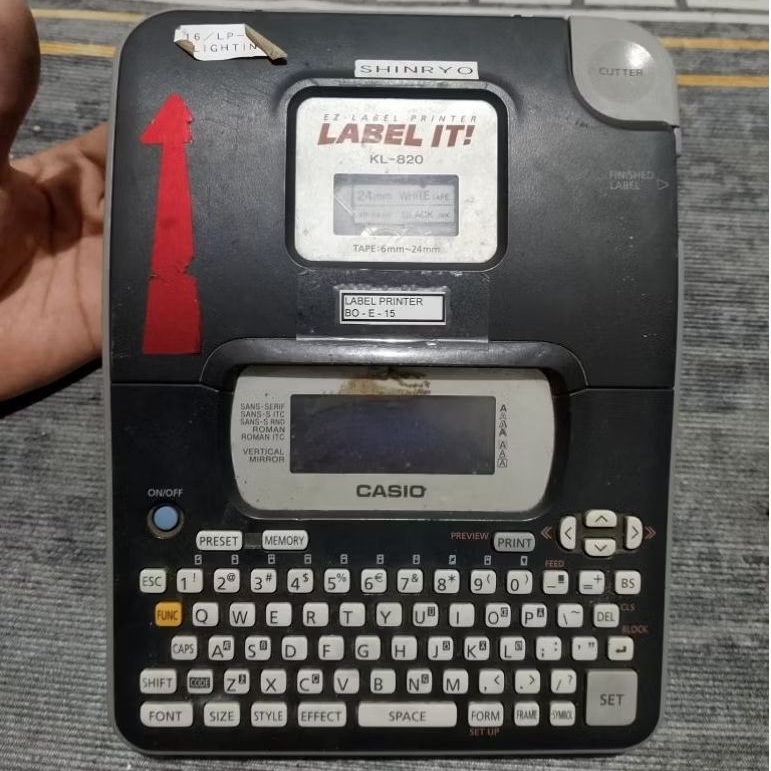 16/LP-
LIGHTIN
SHINRYO
CUTTER
EZ-LABEL PRINTER
LABEL IT!
KL-820
24mm WHITE TAPE
BLACK INK
TAPE:6mm~24mm
FINISHED
LABEL
LABEL PRINTER
BO - E - 15
SANS-SERIF
SANS-S ITC
SANS-S RND
ROMAN
ROMAN ITC
VERTICAL
MIRROR
A
A
A
A
A
A
A
CASIO
ON/OFF
PRESET MEMORY PREVIEW PRINT
FEED
ESC 1! 2@ 3# 4$ 5% 6€ 7& 8* 9( 0) _- =+ BS
CLS
FUNC Q W E R T Y U I O P \~ DEL
BLOCK
CAPS A S D F G H J K L ;: '" ↵
SHIFT CODE Z X C V B N M ,< .> /? SET
FONT SIZE STYLE EFFECT SPACE FORM FRAME SYMBOL
SET UP